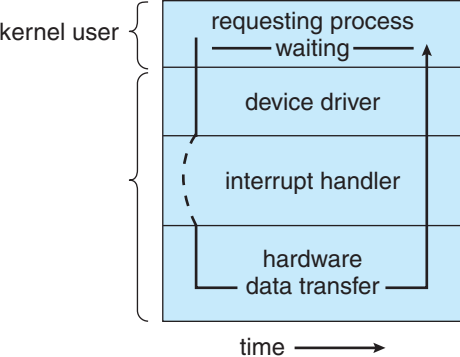 requesting process
kernel user
waiting
device driver
interrupt handler
hardware
data transfer
time